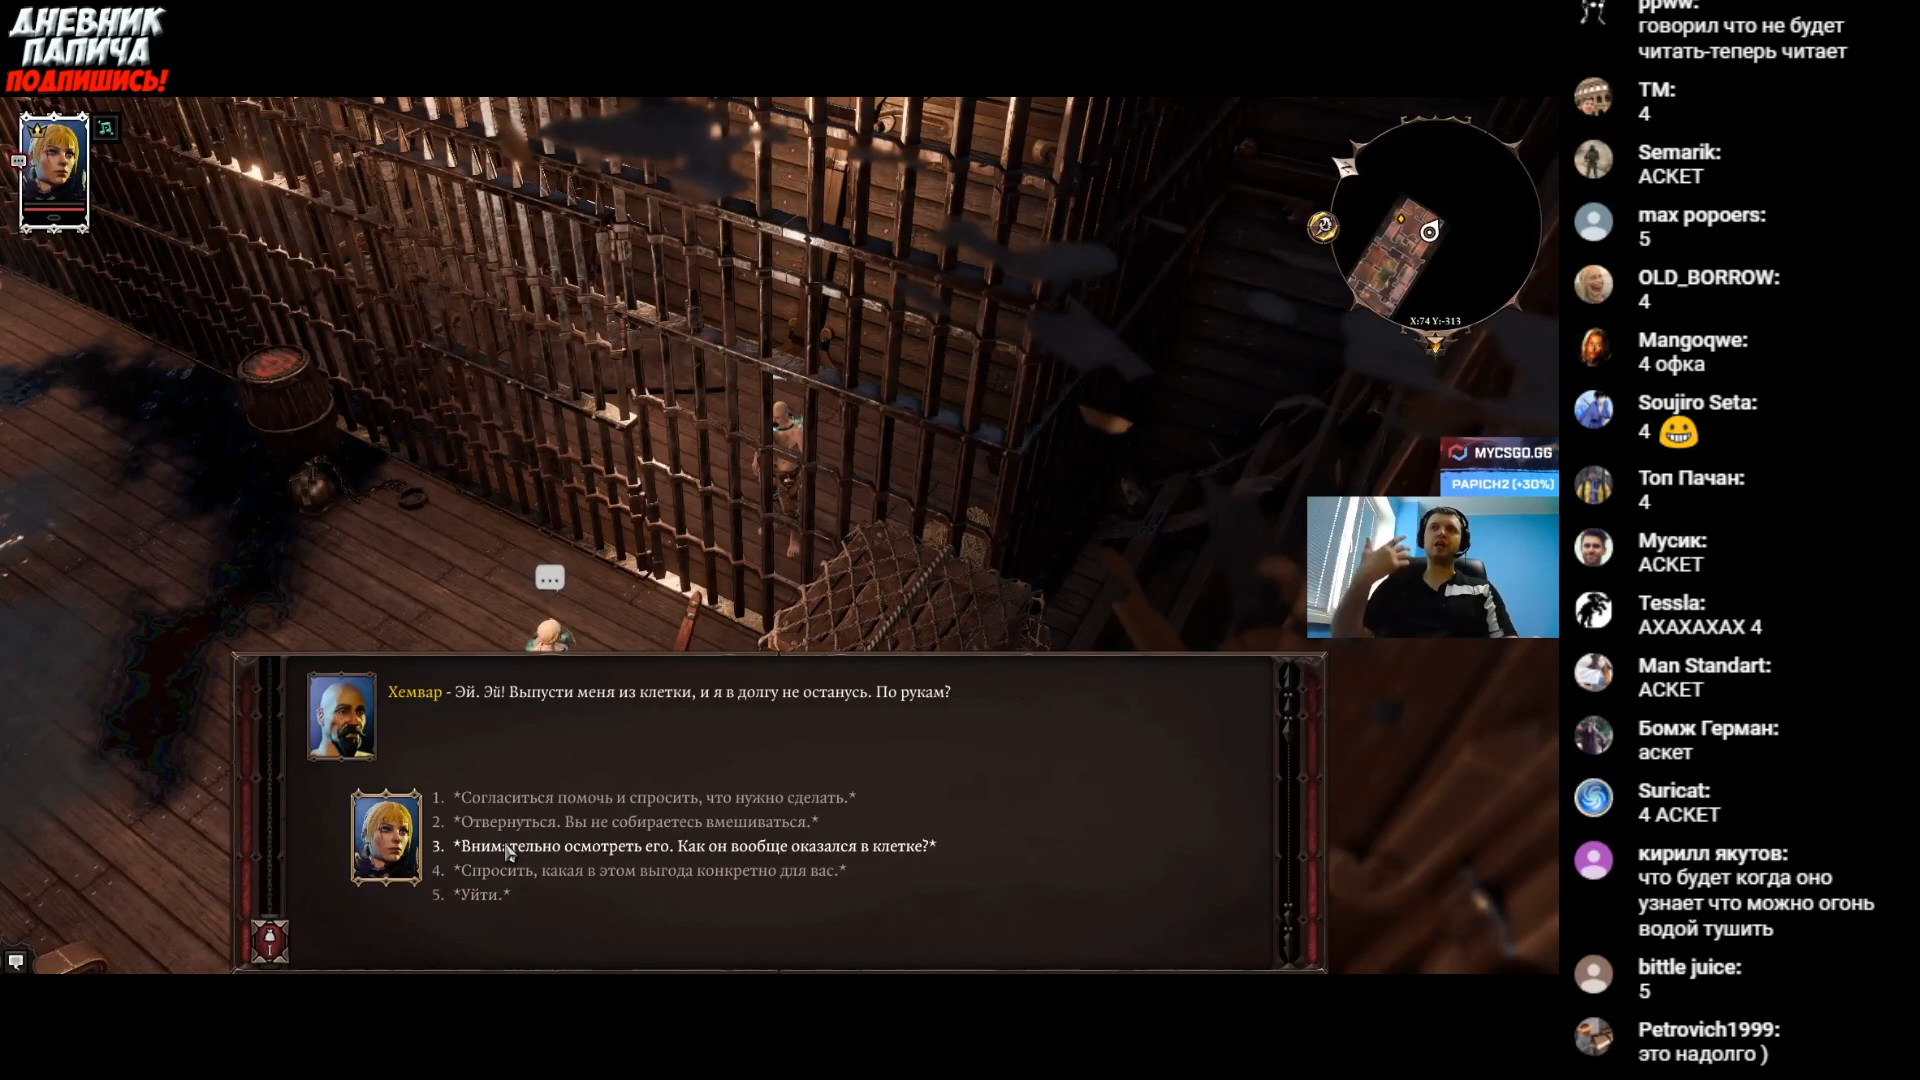 ДНЕВНИК
ПАПИЧА
ПОДПИШИСЬ!
X:74 Y:-313
MYCSGO.GG
PAPICH2 (+30%)
Хемвар - Эй. Эй! Выпусти меня из клетки, и я в долгу не останусь. По рукам?
1. *Согласиться помочь и спросить, что нужно сделать.*
2. *Отвернуться. Вы не собираетесь вмешиваться.*
3. *Внимательно осмотреть его. Как он вообще оказался в клетке?*
4. *Спросить, какая в этом выгода конкретно для вас.*
5. *Уйти.*
ppww:
говорил что не будет
читать-теперь читает
TM:
4
Semarik:
АСКЕТ
max popoers:
5
OLD_BORROW:
4
Mangoqwe:
4 офка
Soujiro Seta:
4 😁
Топ Пачан:
4
Мусик:
АСКЕТ
Tessla:
АХАХАХАХ 4
Man Standart:
АСКЕТ
Бомж Герман:
аскет
Suricat:
4 АСКЕТ
кирилл якутов:
что будет когда оно
узнает что можно огонь
водой тушить
bittle juice:
5
Petrovich1999:
это надолго )